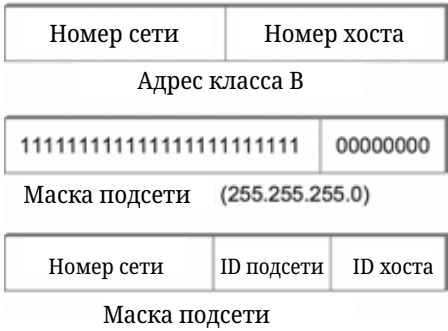 Номер сети Номер хоста
Адрес класса B
111111111111111111111111 00000000
Маска подсети (255.255.255.0)
Номер сети ID подсети ID хоста
Маска подсети